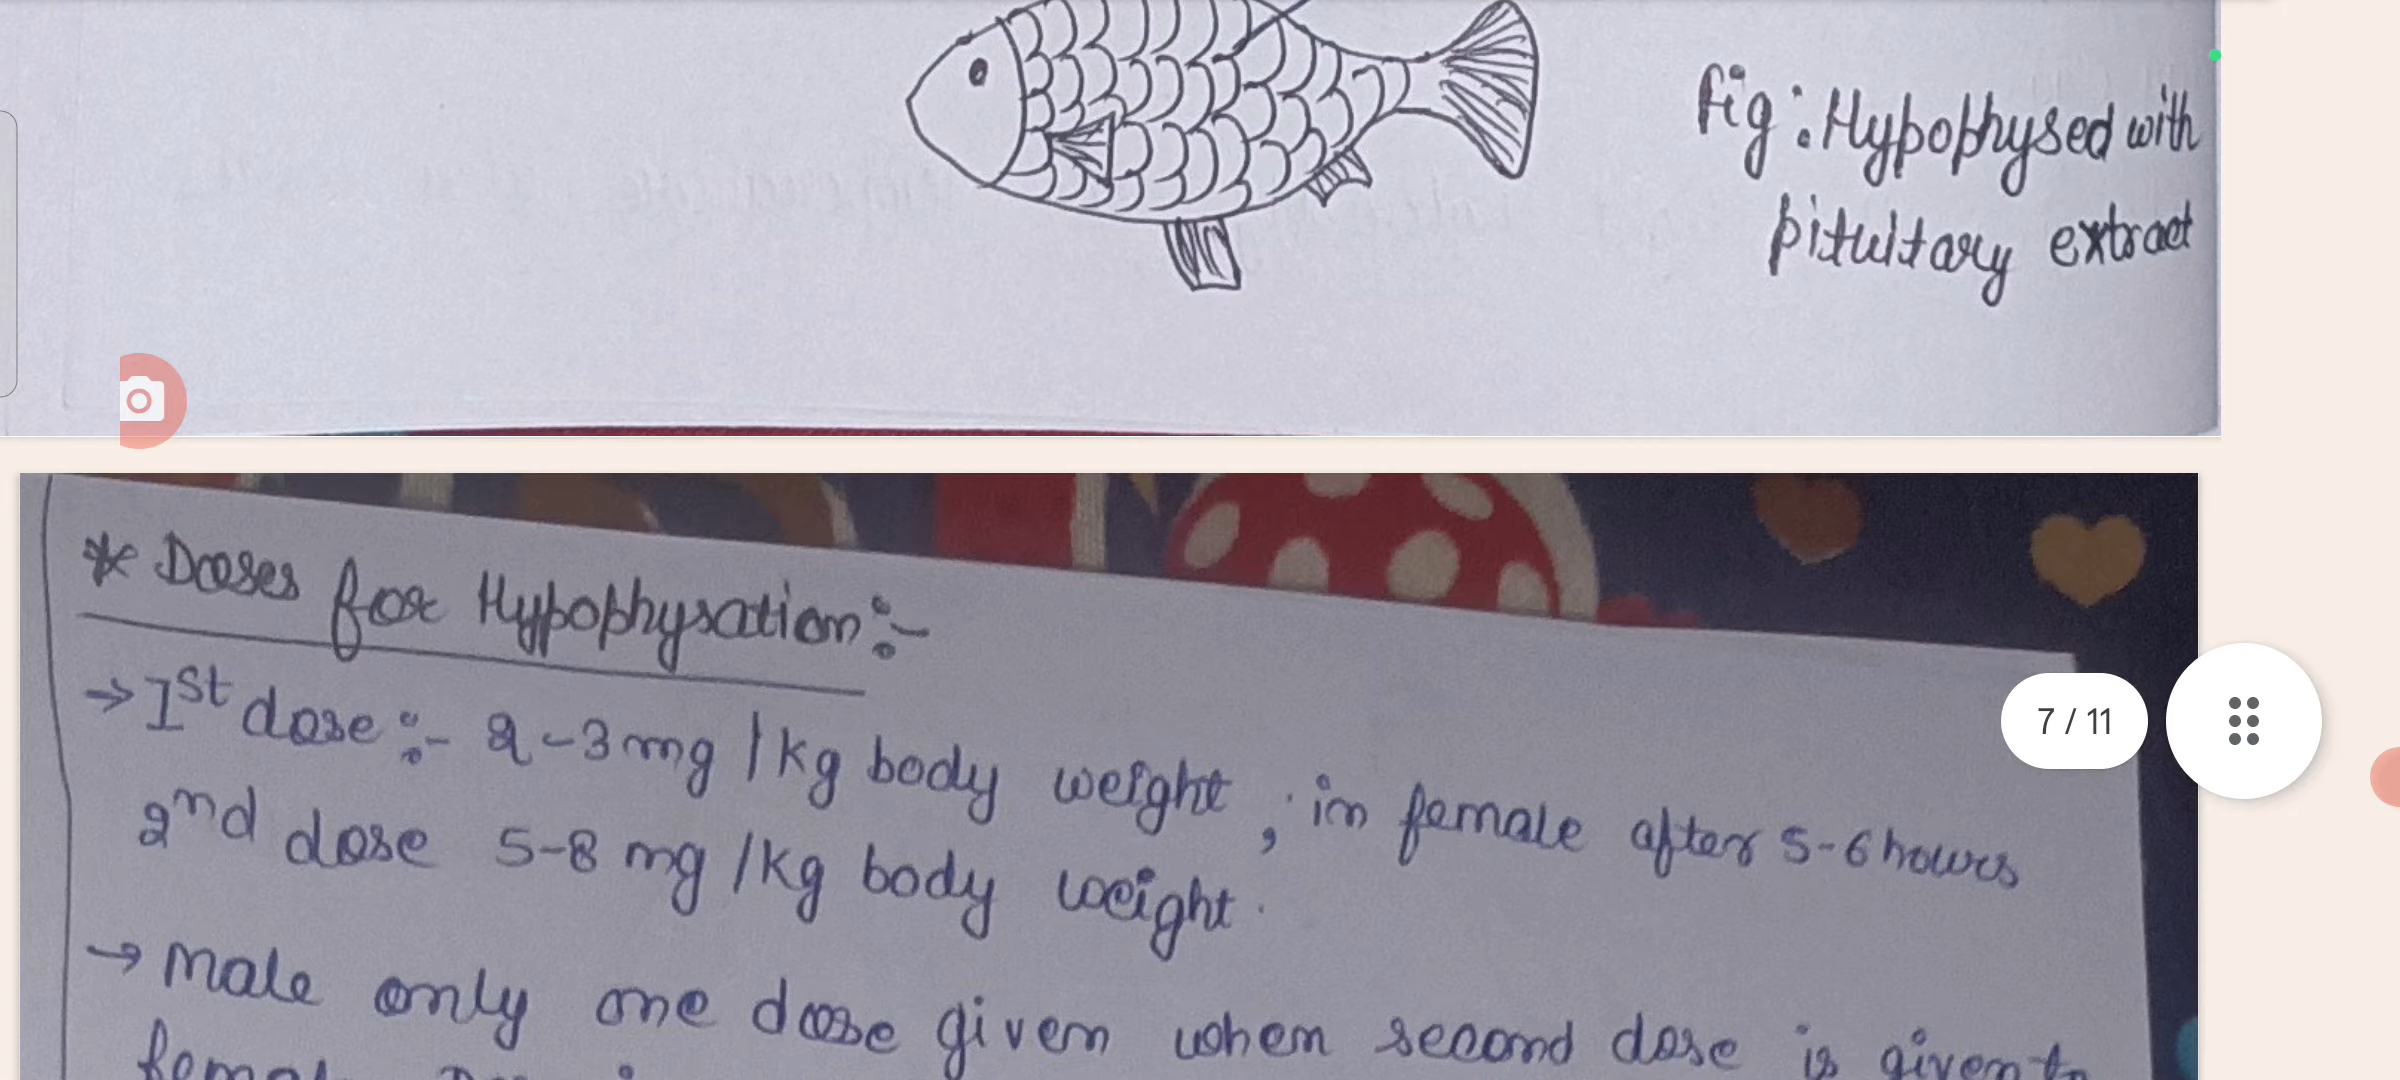 fig: Hypophysed with
pituitary extract
* Doses for Hypophysation:-
→ 1st dose:- 2-3 mg/kg body weight, in female after 5-6 hours
2nd dose 5-8 mg/kg body weight.
→ Male only one dose given when second dose is given to
7 / 11